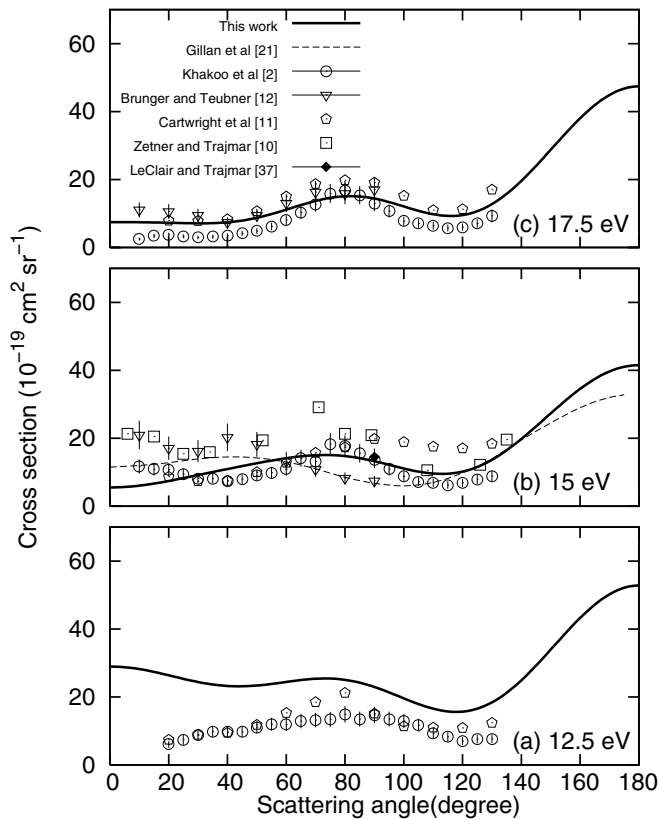 This work
Gillan et al [21]
Khakoo et al [2]
Brunger and Teubner [12]
Cartwright et al [11]
Zetner and Trajmar [10]
LeClair and Trajmar [37]
60
40
20
0
(c) 17.5 eV
60
40
20
0
(b) 15 eV
60
40
20
0
(a) 12.5 eV
0 20 40 60 80 100 120 140 160 180
Scattering angle(degree)
Cross section (10⁻¹⁹ cm² sr⁻¹)